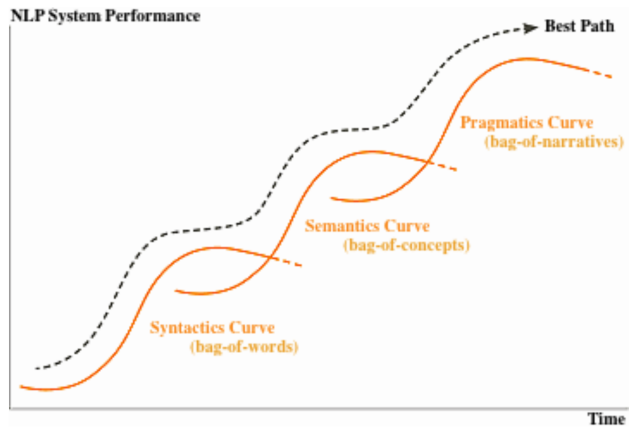 NLP System Performance
Best Path
Pragmatics Curve
(bag-of-narratives)
Semantics Curve
(bag-of-concepts)
Syntactics Curve
(bag-of-words)
Time